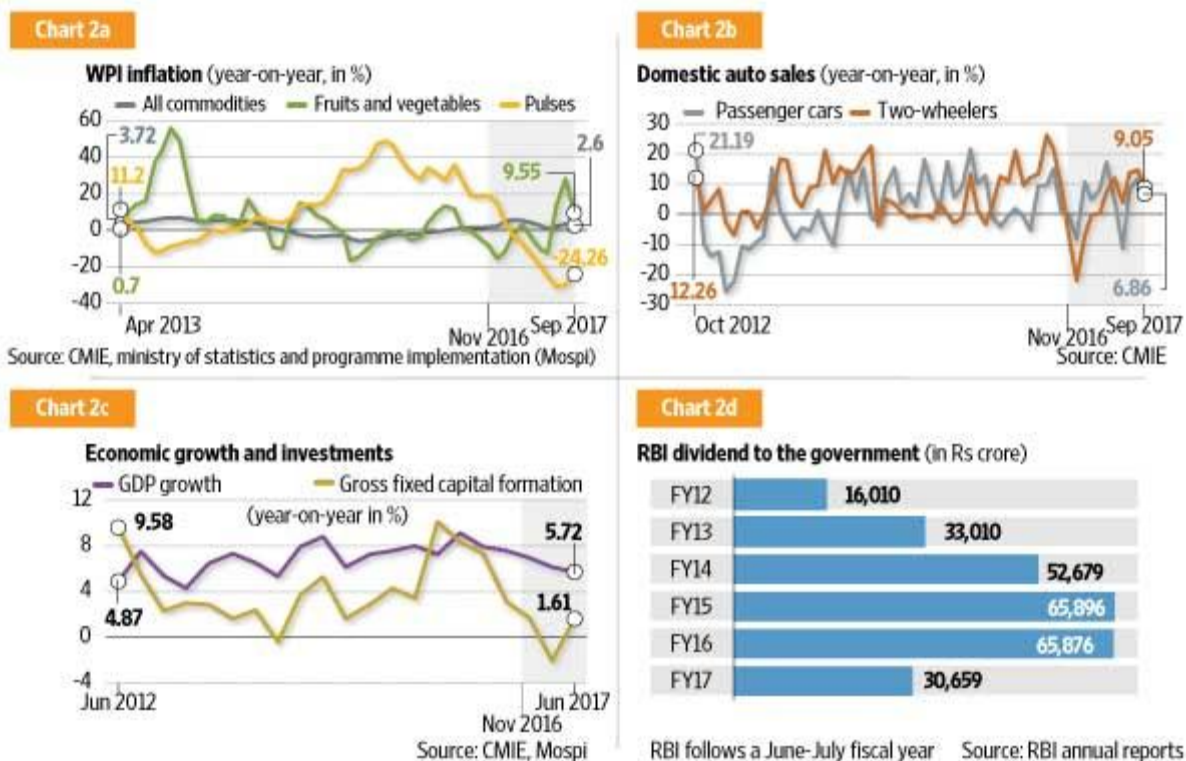 Chart 2a
WPI inflation (year-on-year, in %)
All commodities Fruits and vegetables Pulses
60
40
20
0
-20
-40
3.72
11.2
0.7
2.6
9.55
-24.26
Apr 2013
Nov 2016
Sep 2017
Source: CMIE, ministry of statistics and programme implementation (Mospi)
Chart 2b
Domestic auto sales (year-on-year, in %)
Passenger cars Two-wheelers
30
20
10
0
-10
-20
-30
21.19
12.26
9.05
6.86
Oct 2012
Nov 2016
Sep 2017
Source: CMIE
Chart 2c
Economic growth and investments
GDP growth Gross fixed capital formation
(year-on-year in %)
12
8
4
0
-4
9.58
4.87
5.72
1.61
Jun 2012
Nov 2016
Jun 2017
Source: CMIE, Mospi
Chart 2d
RBI dividend to the government (in Rs crore)
FY12 16,010
FY13 33,010
FY14 52,679
FY15 65,896
FY16 65,876
FY17 30,659
RBI follows a June-July fiscal year Source: RBI annual reports